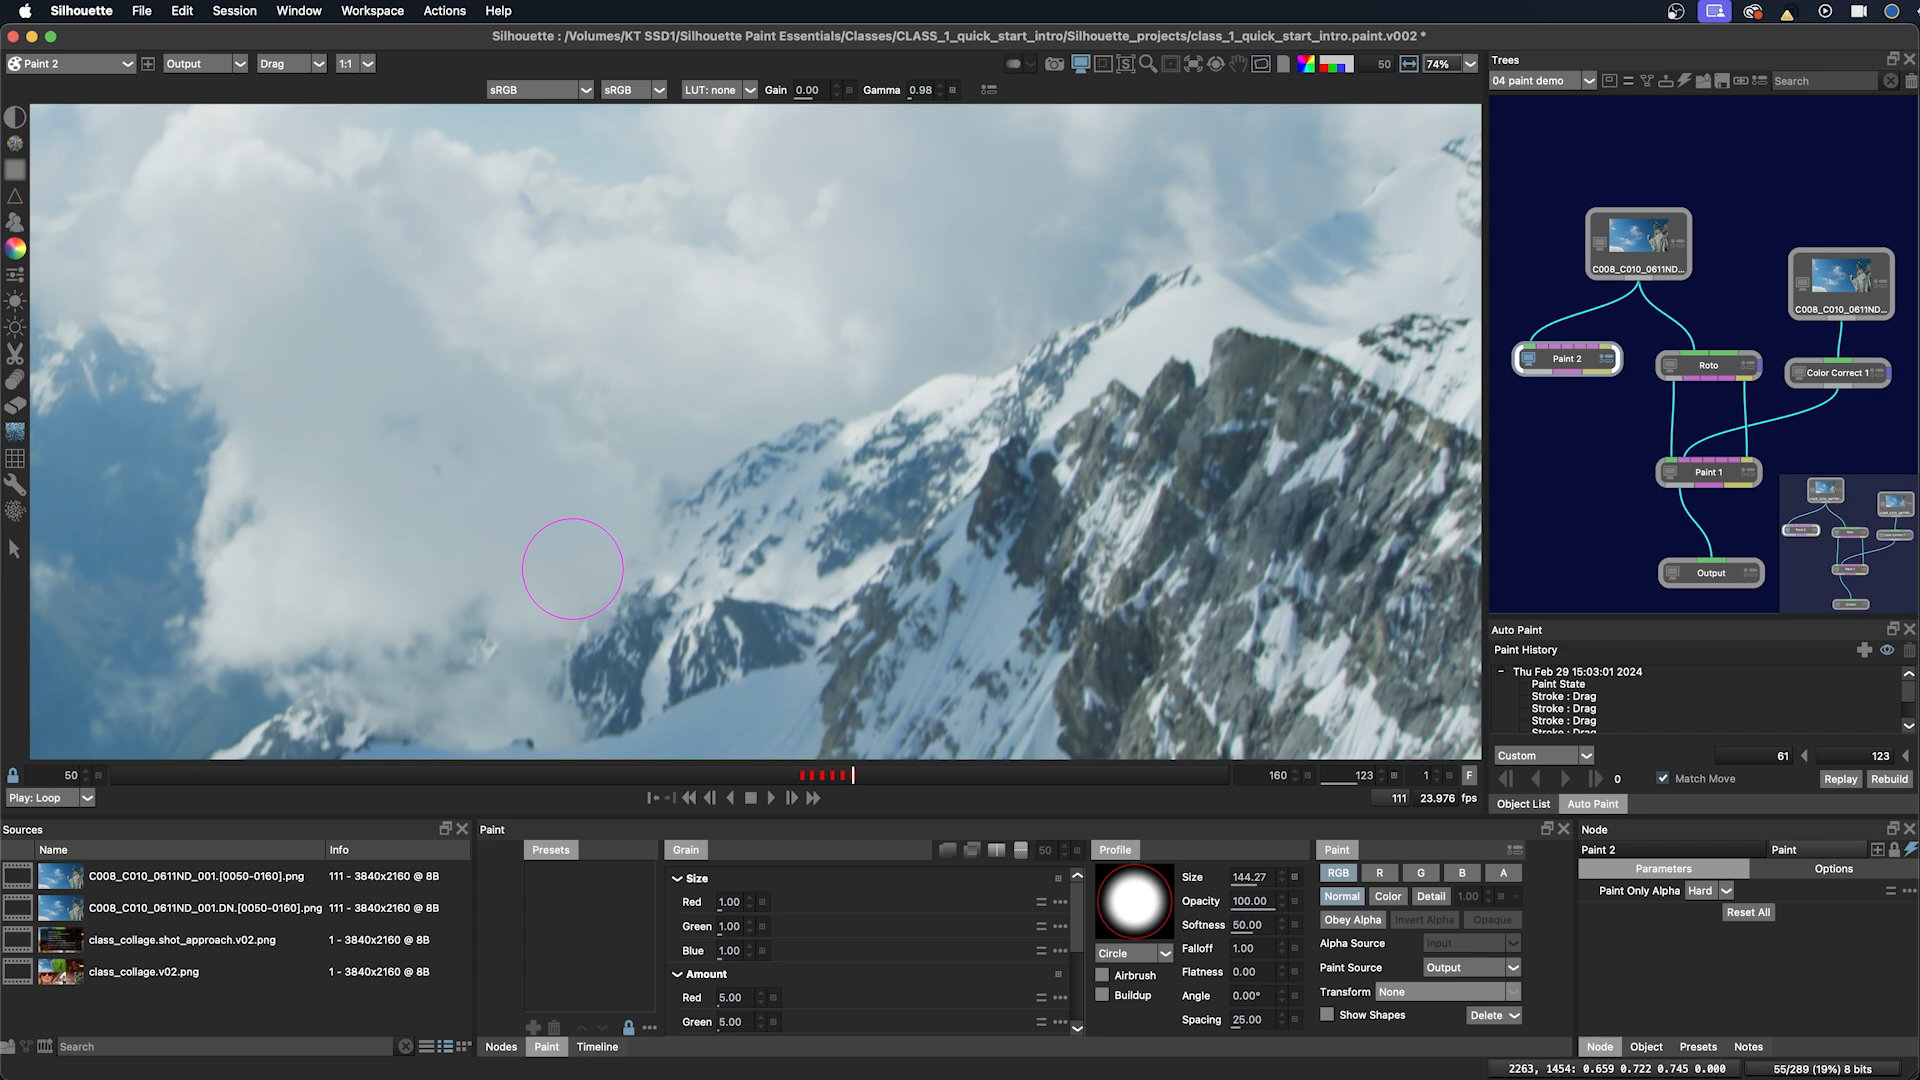 Silhouette File Edit Session Window Workspace Actions Help
Silhouette : /Volumes/KT SSD1/Silhouette Paint Essentials/Classes/CLASS_1_quick_start_intro/Silhouette_projects/class_1_quick_start_intro.paint.v002 *
Paint 2 Output Drag 1:1 50 74%
sRGB sRGB LUT: none Gain 0.00 Gamma 0.98
Trees
04 paint demo Search
C008_C010_0611ND...
C008_C010_0611ND...
Paint 2
Roto
Color Correct 1
Paint 1
Output
Auto Paint
Paint History
Thu Feb 29 15:03:01 2024
Paint State
Stroke : Drag
Stroke : Drag
Stroke : Drag
Stroke : Drag
Custom 61 123
0 Match Move Replay Rebuild
Object List Auto Paint
50 160 123 1 F
Play: Loop 111 23.976 fps
Sources
Name Info
C008_C010_0611ND_001.[0050-0160].png 111 - 3840x2160 @ 8B
C008_C010_0611ND_001.DN.[0050-0160].png 111 - 3840x2160 @ 8B
class_collage.shot_approach.v02.png 1 - 3840x2160 @ 8B
class_collage.v02.png 1 - 3840x2160 @ 8B
Search
Paint
Presets
Grain 50
Size
Red 1.00
Green 1.00
Blue 1.00
Amount
Red 5.00
Green 5.00
Nodes Paint Timeline
Profile
Circle
Airbrush
Buildup
Size 144.27
Opacity 100.00
Softness 50.00
Falloff 1.00
Flatness 0.00
Angle 0.00°
Spacing 25.00
Paint
RGB R G B A
Normal Color Detail 1.00
Obey Alpha Invert Alpha Opaque
Alpha Source Input
Paint Source Output
Transform None
Show Shapes Delete
Node
Paint 2 Paint
Parameters Options
Paint Only Alpha Hard
Reset All
Node Object Presets Notes
2263, 1454: 0.659 0.722 0.745 0.000 55/289 (19%) 8 bits